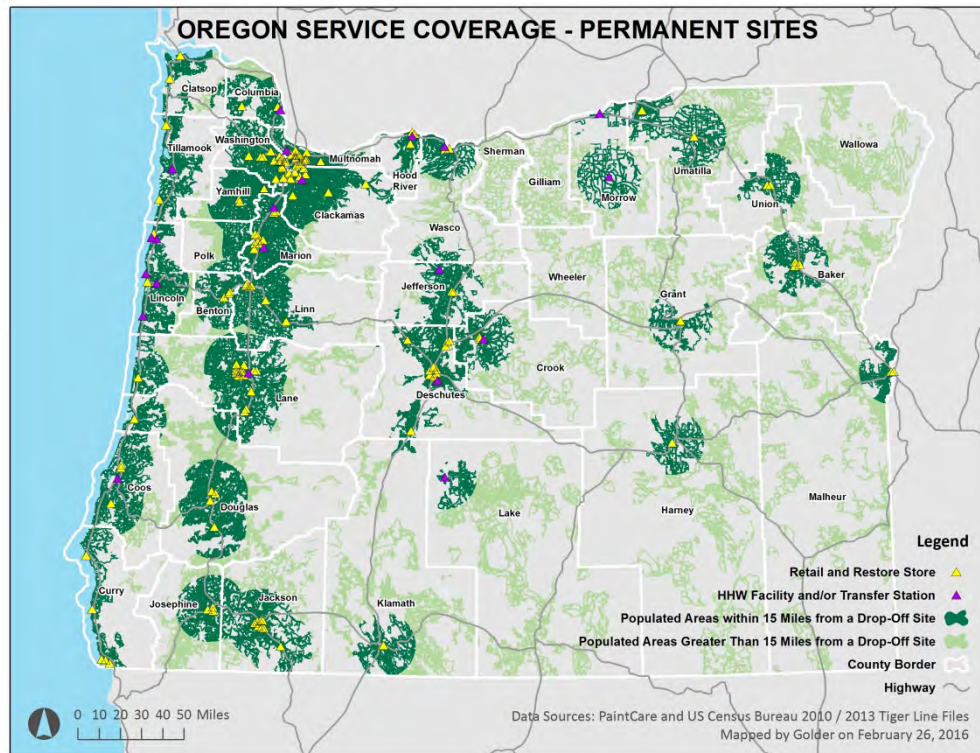 OREGON SERVICE COVERAGE - PERMANENT SITES
Clatsop
Columbia
Tillamook
Washington
Multnomah
Hood
River
Sherman
Gilliam
Morrow
Umatilla
Wallowa
Union
Yamhill
Clackamas
Wasco
Polk
Marion
Wheeler
Baker
Jefferson
Grant
Lincoln
Benton
Linn
Crook
Lane
Deschutes
Coos
Douglas
Lake
Harney
Malheur
Curry
Josephine
Jackson
Klamath
Legend
Retail and Restore Store
HHW Facility and/or Transfer Station
Populated Areas within 15 Miles from a Drop-Off Site
Populated Areas Greater Than 15 Miles from a Drop-Off Site
County Border
Highway
0 10 20 30 40 50 Miles
Data Sources: PaintCare and US Census Bureau 2010 / 2013 Tiger Line Files
Mapped by Golder on February 26, 2016